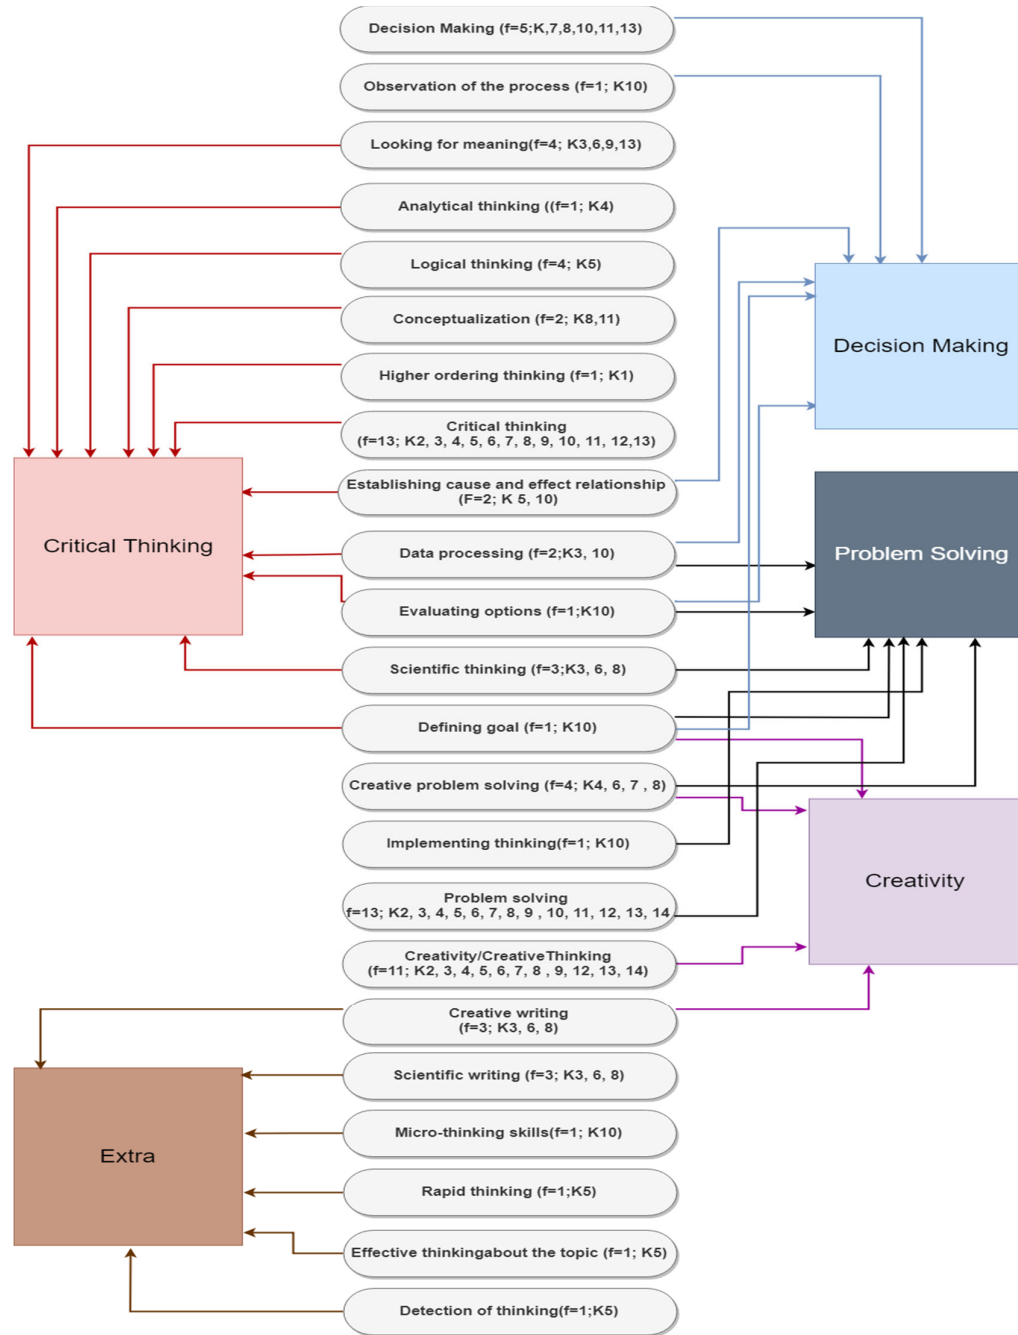 Decision Making (f=5;K,7,8,10,11,13)
Observation of the process (f=1; K10)
Looking for meaning(f=4; K3,6,9,13)
Analytical thinking ((f=1; K4)
Logical thinking (f=4; K5)
Conceptualization (f=2; K8,11)
Higher ordering thinking (f=1; K1)
Critical thinking
(f=13; K2, 3, 4, 5, 6, 7, 8, 9, 10, 11, 12,13)
Establishing cause and effect relationship
(F=2; K 5, 10)
Data processing (f=2;K3, 10)
Evaluating options (f=1;K10)
Scientific thinking (f=3;K3, 6, 8)
Defining goal (f=1; K10)
Creative problem solving (f=4; K4, 6, 7 , 8)
Implementing thinking(f=1; K10)
Problem solving
f=13; K2, 3, 4, 5, 6, 7, 8, 9 , 10, 11, 12, 13, 14
Creativity/CreativeThinking
(f=11; K2, 3, 4, 5, 6, 7, 8 , 9, 12, 13, 14)
Creative writing
(f=3; K3, 6, 8)
Scientific writing (f=3; K3, 6, 8)
Micro-thinking skills(f=1; K10)
Rapid thinking (f=1;K5)
Effective thinkingabout the topic (f=1; K5)
Detection of thinking(f=1;K5)
Critical Thinking
Extra
Decision Making
Problem Solving
Creativity